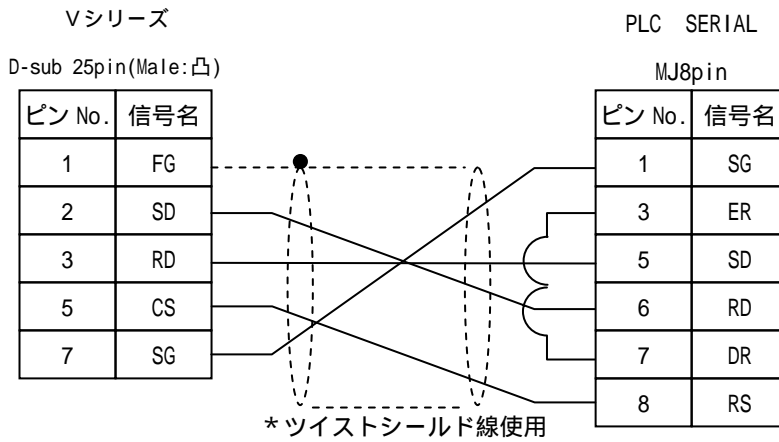 Vシリーズ
PLC SERIAL
D-sub 25pin(Male:凸)
MJ8pin
ピン No. 信号名
1 FG
2 SD
3 RD
5 CS
7 SG
ピン No. 信号名
1 SG
3 ER
5 SD
6 RD
7 DR
8 RS
*ツイストシールド線使用